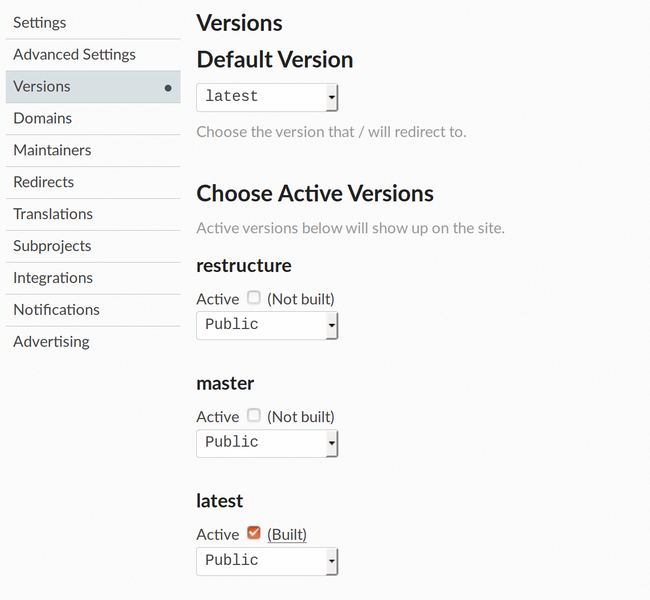 Settings
Advanced Settings
Versions
Domains
Maintainers
Redirects
Translations
Subprojects
Integrations
Notifications
Advertising
Versions
Default Version
latest
Choose the version that / will redirect to.
Choose Active Versions
Active versions below will show up on the site.
restructure
Active (Not built)
Public
master
Active (Not built)
Public
latest
Active (Built)
Public